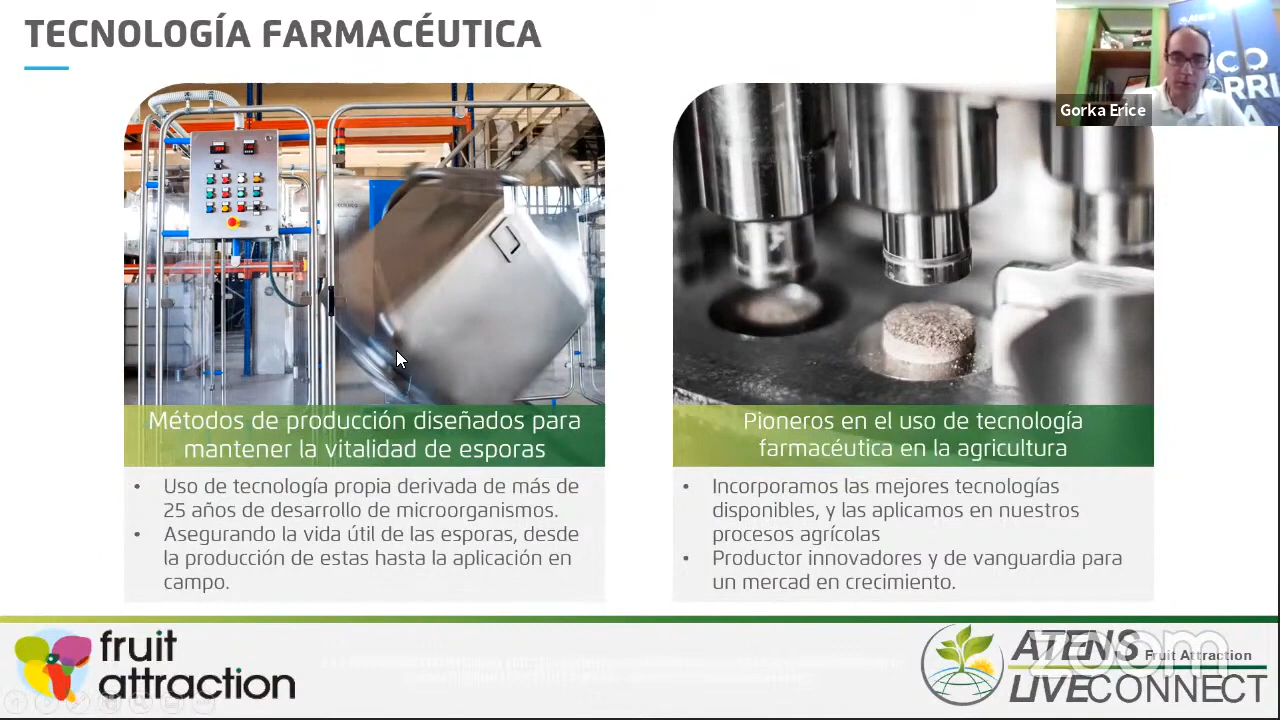 TECNOLOGÍA FARMACÉUTICA
Gorka Erice
Métodos de producción diseñados para
mantener la vitalidad de esporas
• Uso de tecnología propia derivada de más de
25 años de desarrollo de microorganismos.
• Asegurando la vida útil de las esporas, desde
la producción de estas hasta la aplicación en
campo.
Pioneros en el uso de tecnología
farmacéutica en la agricultura
• Incorporamos las mejores tecnologías
disponibles, y las aplicamos en nuestros
procesos agrícolas
• Productor innovadores y de vanguardia para
un mercad en crecimiento.
fruit
attraction
ATENS
zoom
Fruit Attraction
LIVECONNECT